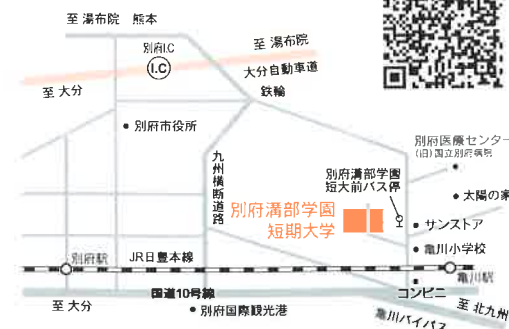 至 湯布院　熊本
別府I.C
I.C
至 湯布院
大分自動車道
至 大分
鉄輪
別府市役所
別府医療センター
(旧)国立別府病院
九州横断道路
別府溝部学園
短大前バス停
太陽の家
別府溝部学園
短期大学
サンストア
亀川小学校
別府駅
JR日豊本線
亀川駅
国道10号線
コンビニ
至 大分
別府国際観光港
至 北九州
亀川バイパス